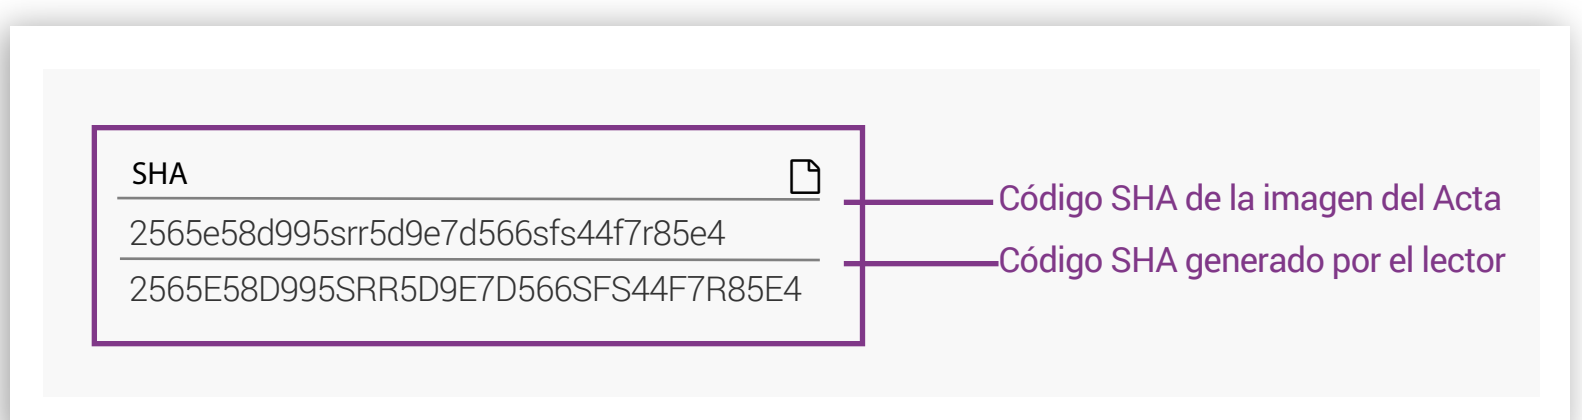 SHA
Código SHA de la imagen del Acta
2565e58d995srr5d9e7d566sfs44f7r85e4
Código SHA generado por el lector
2565E58D995SRR5D9E7D566SFS44F7R85E4